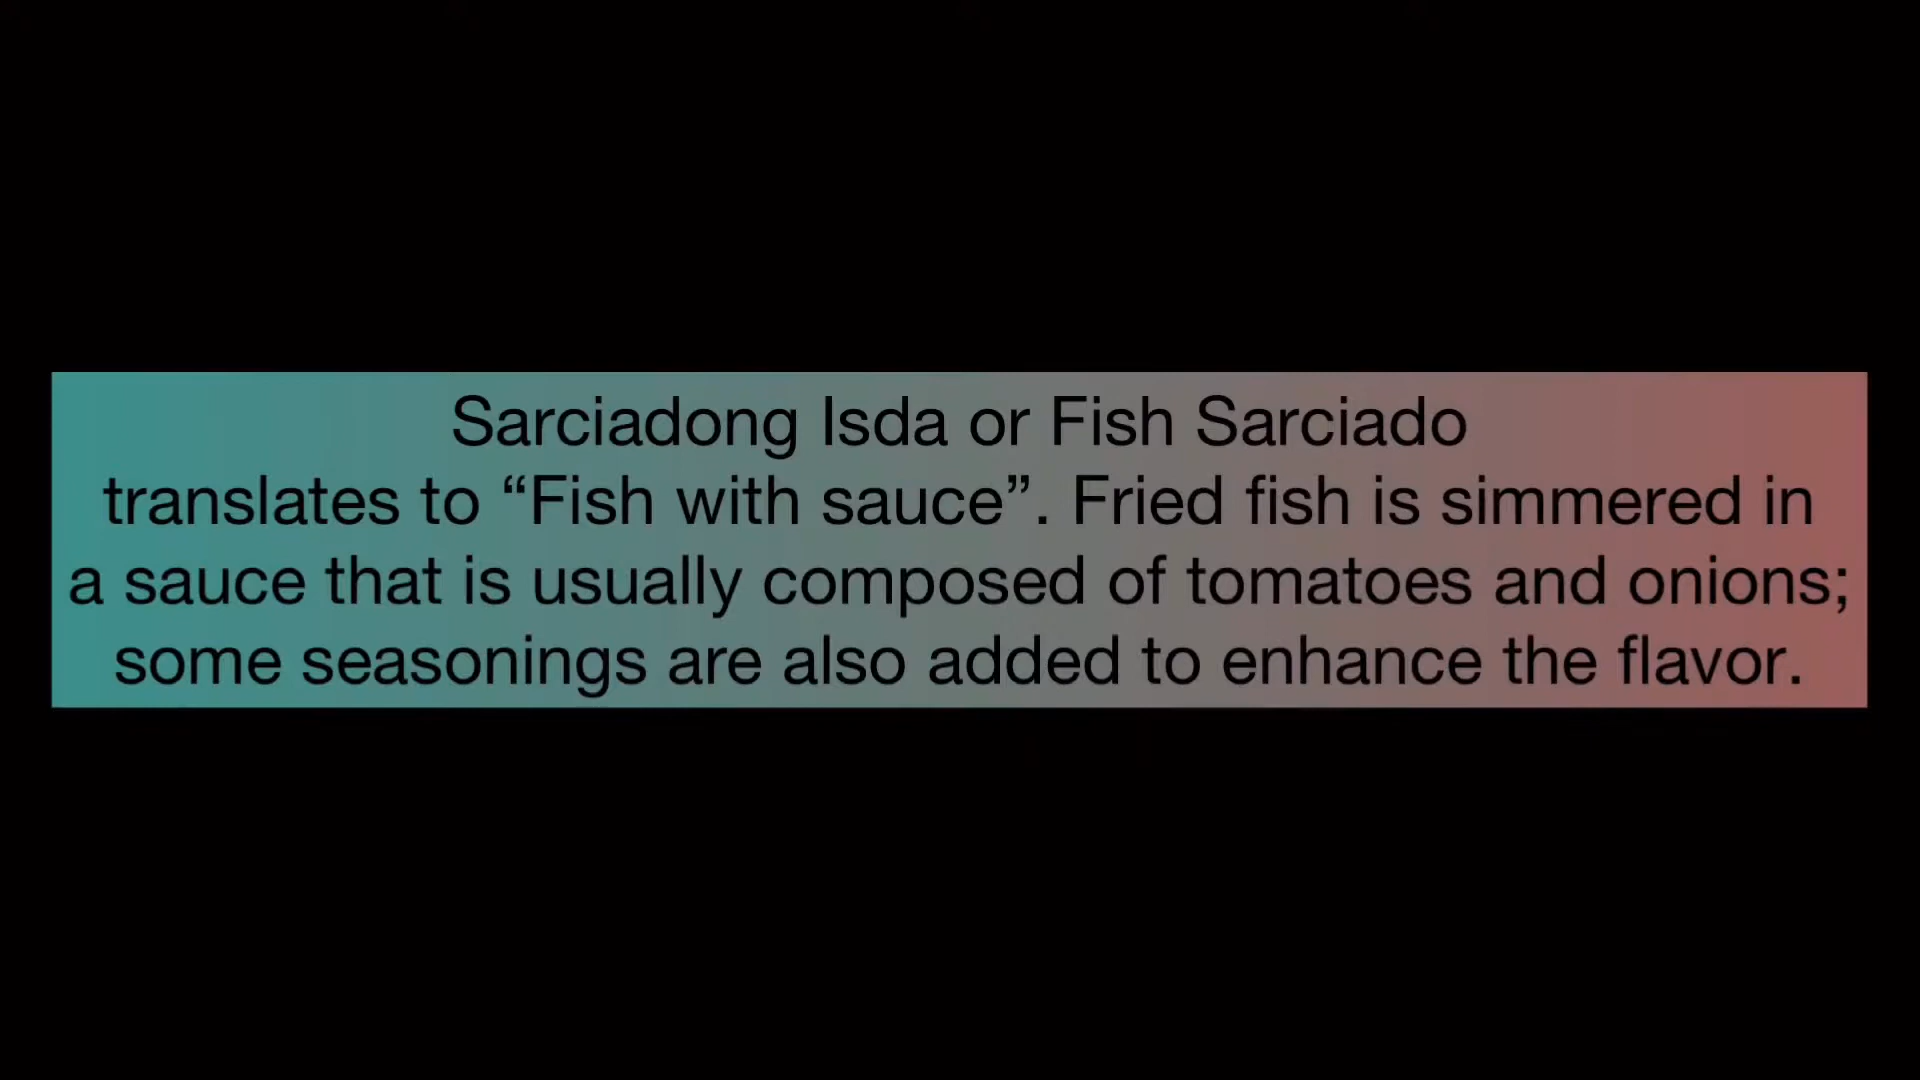 Sarciadong Isda or Fish Sarciado
translates to “Fish with sauce”. Fried fish is simmered in
a sauce that is usually composed of tomatoes and onions;
some seasonings are also added to enhance the flavor.